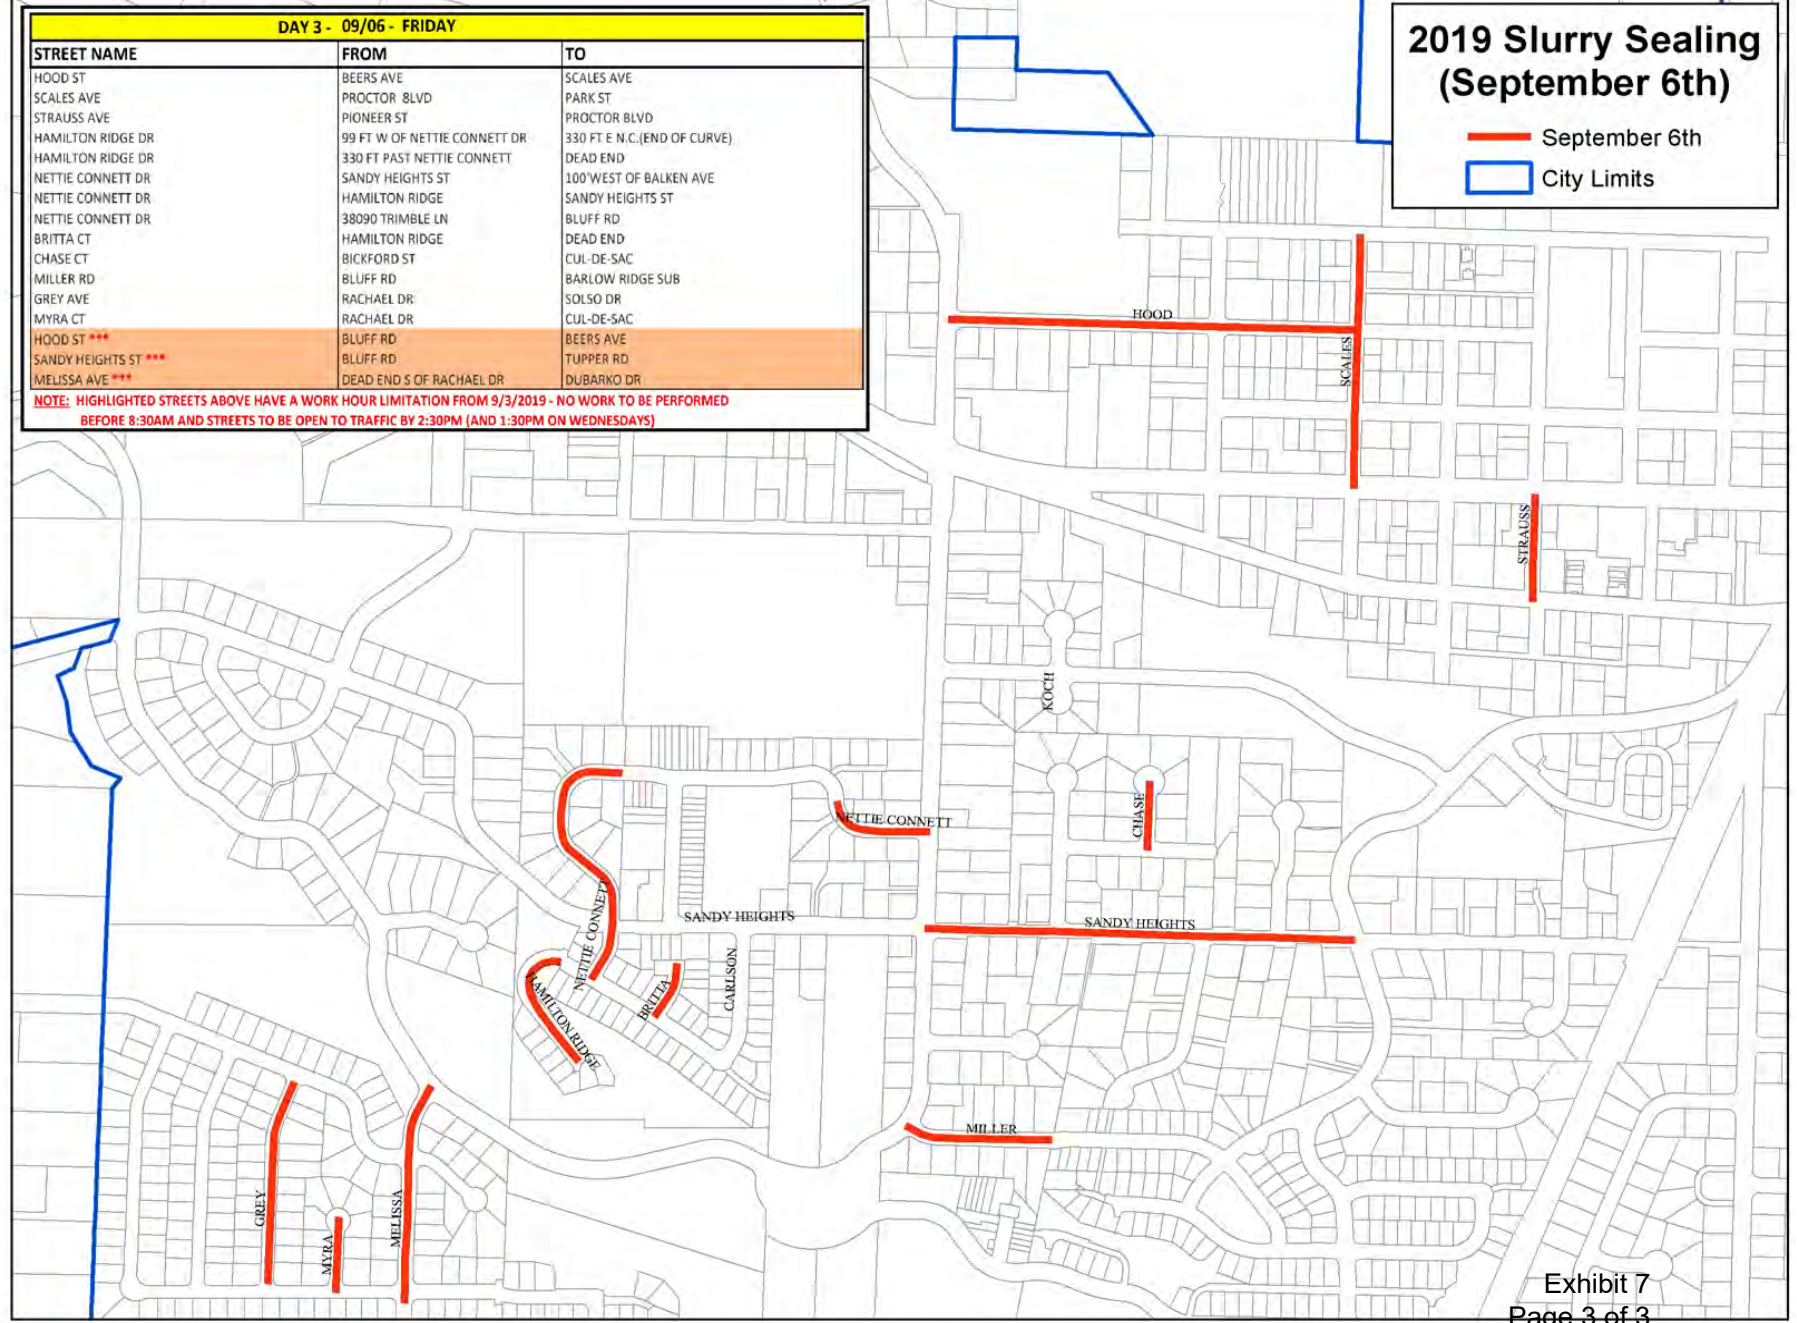 DAY 3 - 09/06 - FRIDAY
STREET NAME FROM TO
HOOD ST BEERS AVE SCALES AVE
SCALES AVE PROCTOR BLVD PARK ST
STRAUSS AVE PIONEER ST PROCTOR BLVD
HAMILTON RIDGE DR 99 FT W OF NETTIE CONNETT DR 330 FT E N.C.(END OF CURVE)
HAMILTON RIDGE DR 330 FT PAST NETTIE CONNETT DEAD END
NETTIE CONNETT DR SANDY HEIGHTS ST 100'WEST OF BALKEN AVE
NETTIE CONNETT DR HAMILTON RIDGE SANDY HEIGHTS ST
NETTIE CONNETT DR 38090 TRIMBLE LN BLUFF RD
BRITTA CT HAMILTON RIDGE DEAD END
CHASE CT BICKFORD ST CUL-DE-SAC
MILLER RD BLUFF RD BARLOW RIDGE SUB
GREY AVE RACHAEL DR SOLSO DR
MYRA CT RACHAEL DR CUL-DE-SAC
HOOD ST *** BLUFF RD BEERS AVE
SANDY HEIGHTS ST *** BLUFF RD TUPPER RD
MELISSA AVE *** DEAD END S OF RACHAEL DR DUBARKO DR
NOTE: HIGHLIGHTED STREETS ABOVE HAVE A WORK HOUR LIMITATION FROM 9/3/2019 - NO WORK TO BE PERFORMED
BEFORE 8:30AM AND STREETS TO BE OPEN TO TRAFFIC BY 2:30PM (AND 1:30PM ON WEDNESDAYS)
2019 Slurry Sealing
(September 6th)
September 6th
City Limits
HOOD
SCALES
STRAUSS
KOCH
CHASE
NETTIE CONNETT
NETTIE CONNETT
SANDY HEIGHTS
SANDY HEIGHTS
CARLSON
BRITTA
HAMILTON RIDGE
MILLER
GREY
MYRA
MELISSA
Exhibit 7
Page 3 of 3